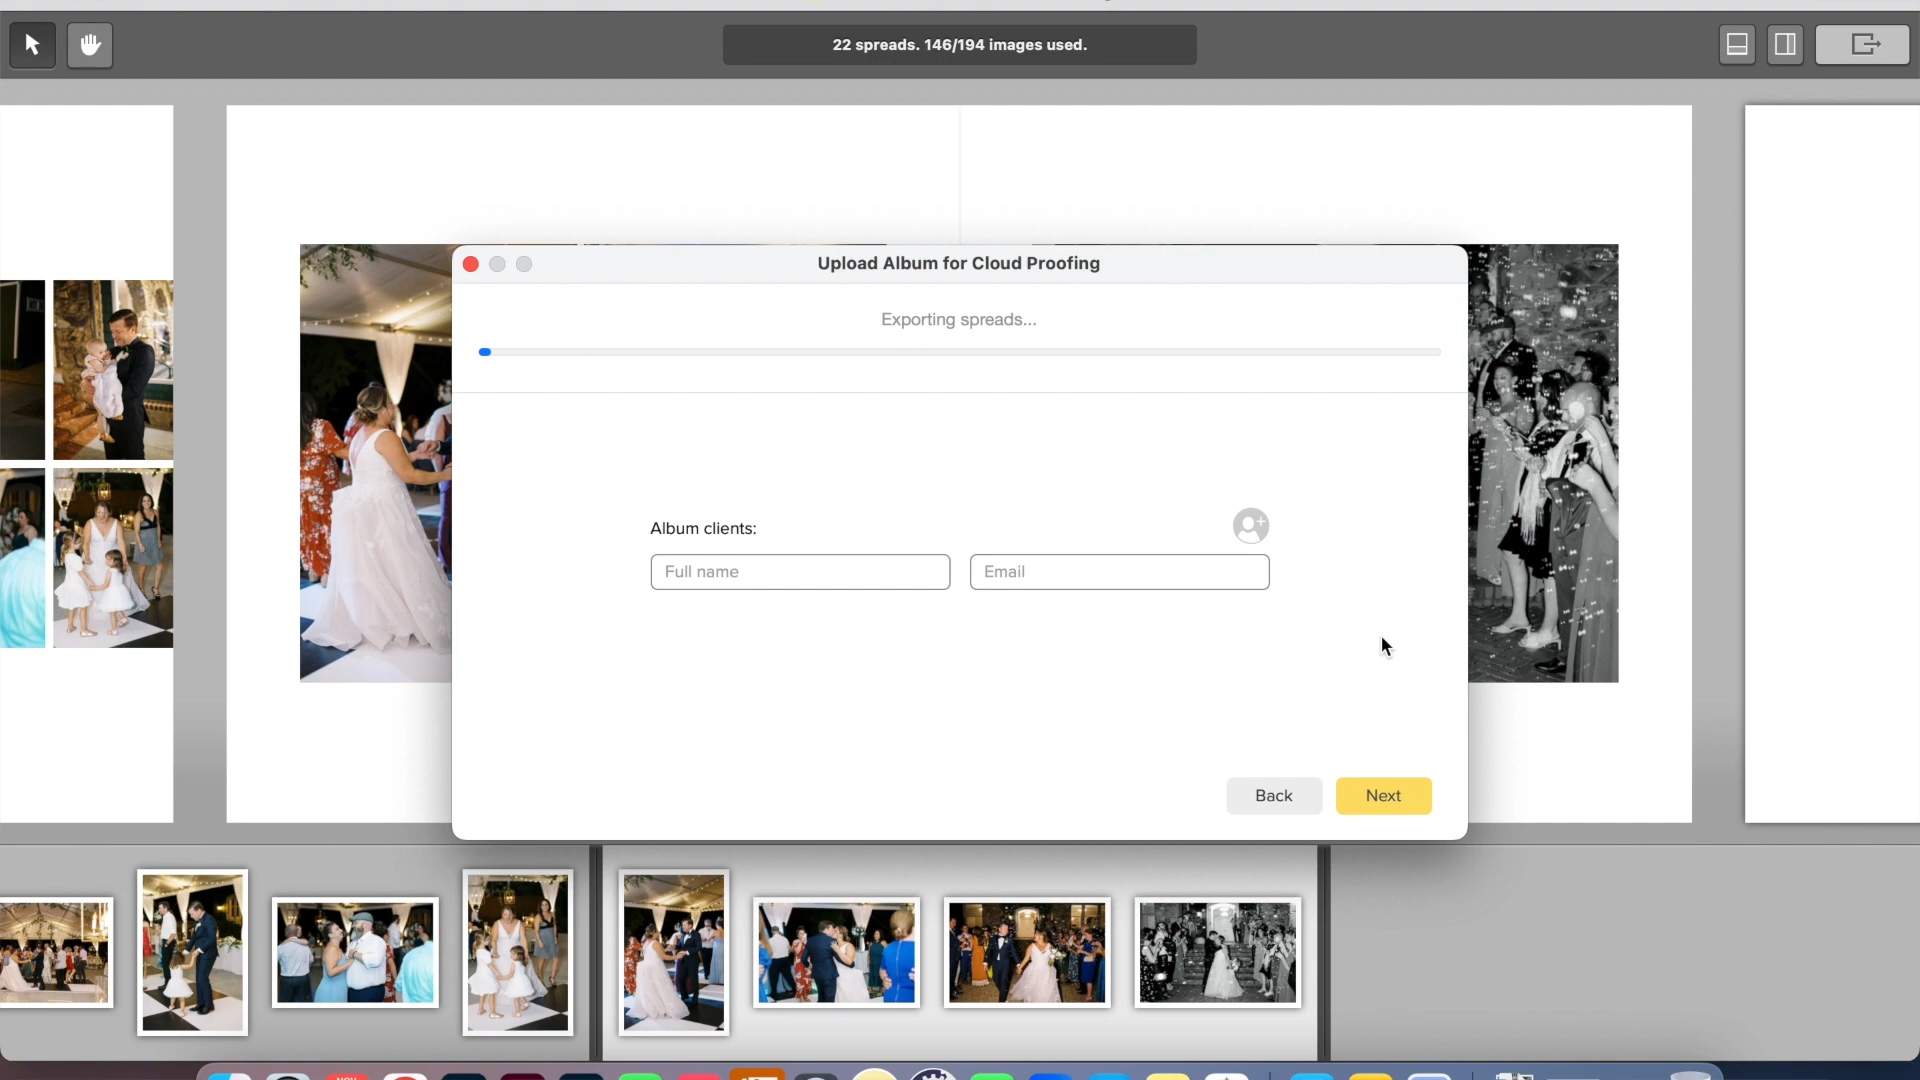 22 spreads. 146/194 images used.
Upload Album for Cloud Proofing
Exporting spreads...
Album clients:
Full name
Email
Back
Next
NOV